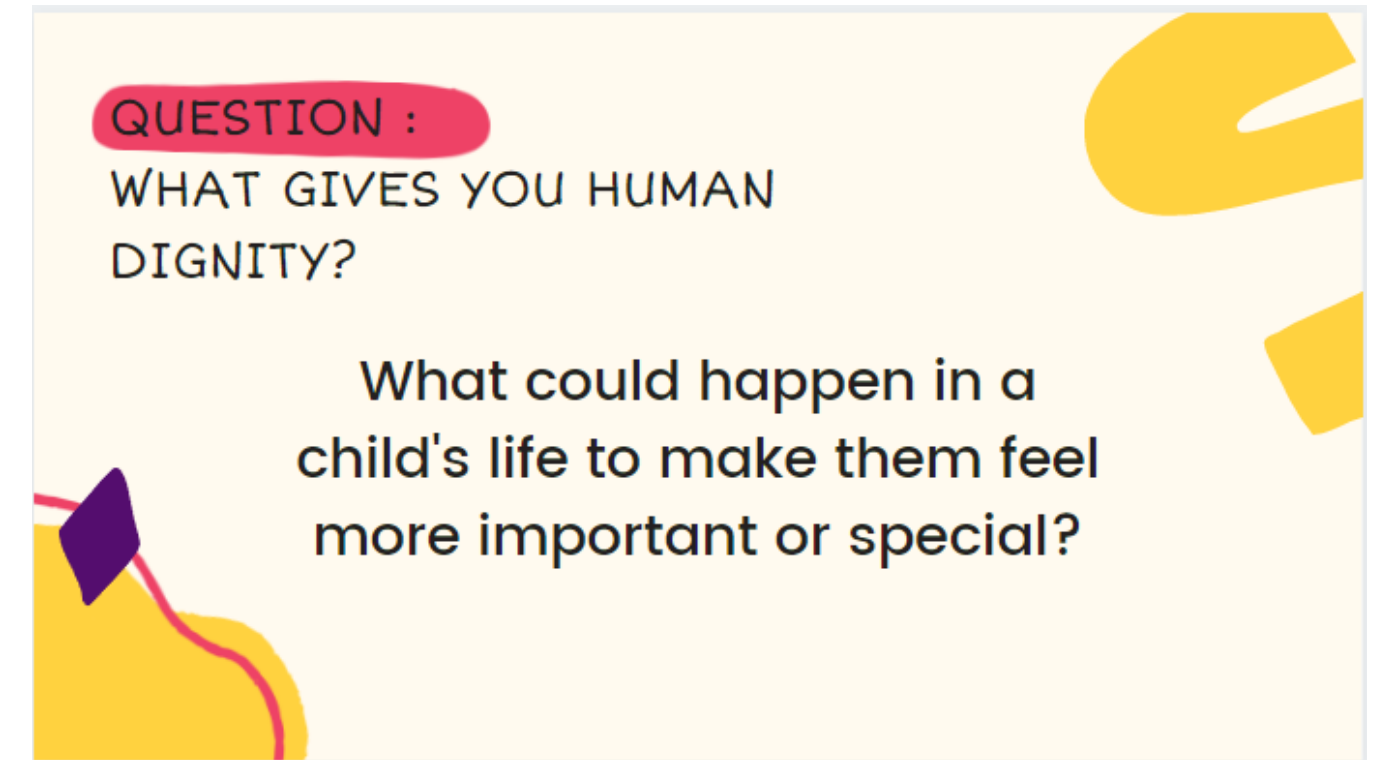 QUESTION :
WHAT GIVES YOU HUMAN
DIGNITY?
What could happen in a
child's life to make them feel
more important or special?